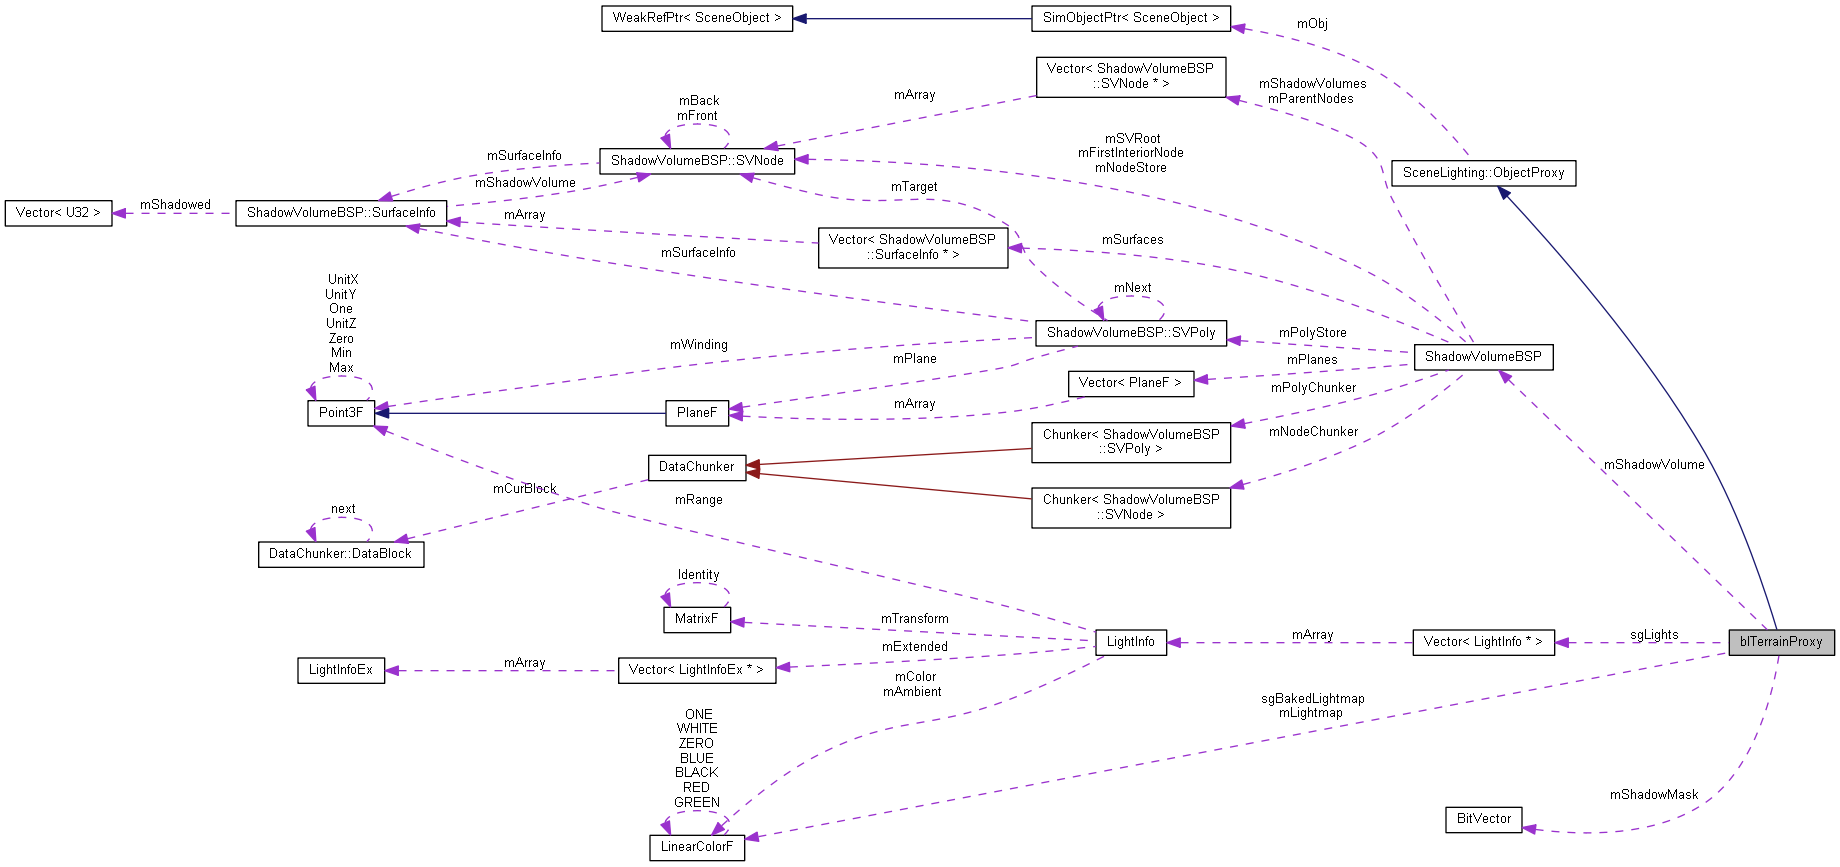 WeakRefPtr< SceneObject >
SimObjectPtr< SceneObject >
mObj
Vector< ShadowVolumeBSP
::SVNode * >
mShadowVolumes
mParentNodes
mArray
mBack
mFront
mSVRoot
mFirstInteriorNode
mNodeStore
mSurfaceInfo
ShadowVolumeBSP::SVNode
SceneLighting::ObjectProxy
mShadowVolume
mTarget
mShadowed
Vector< U32 >
ShadowVolumeBSP::SurfaceInfo
mArray
Vector< ShadowVolumeBSP
::SurfaceInfo * >
mSurfaces
mSurfaceInfo
UnitX
UnitY
One
UnitZ
Zero
Min
Max
mNext
ShadowVolumeBSP::SVPoly
mPolyStore
mWinding
mPlane
mPlanes
ShadowVolumeBSP
Vector< PlaneF >
mPolyChunker
mArray
Point3F
PlaneF
mNodeChunker
Chunker< ShadowVolumeBSP
::SVPoly >
DataChunker
mShadowVolume
mCurBlock
mRange
Chunker< ShadowVolumeBSP
::SVNode >
next
DataChunker::DataBlock
Identity
MatrixF
mTransform
mExtended
LightInfo
mArray
Vector< LightInfo * >
sgLights
blTerrainProxy
LightInfoEx
mArray
Vector< LightInfoEx * >
mColor
mAmbient
sgBakedLightmap
mLightmap
ONE
WHITE
ZERO
BLUE
BLACK
RED
GREEN
mShadowMask
BitVector
LinearColorF